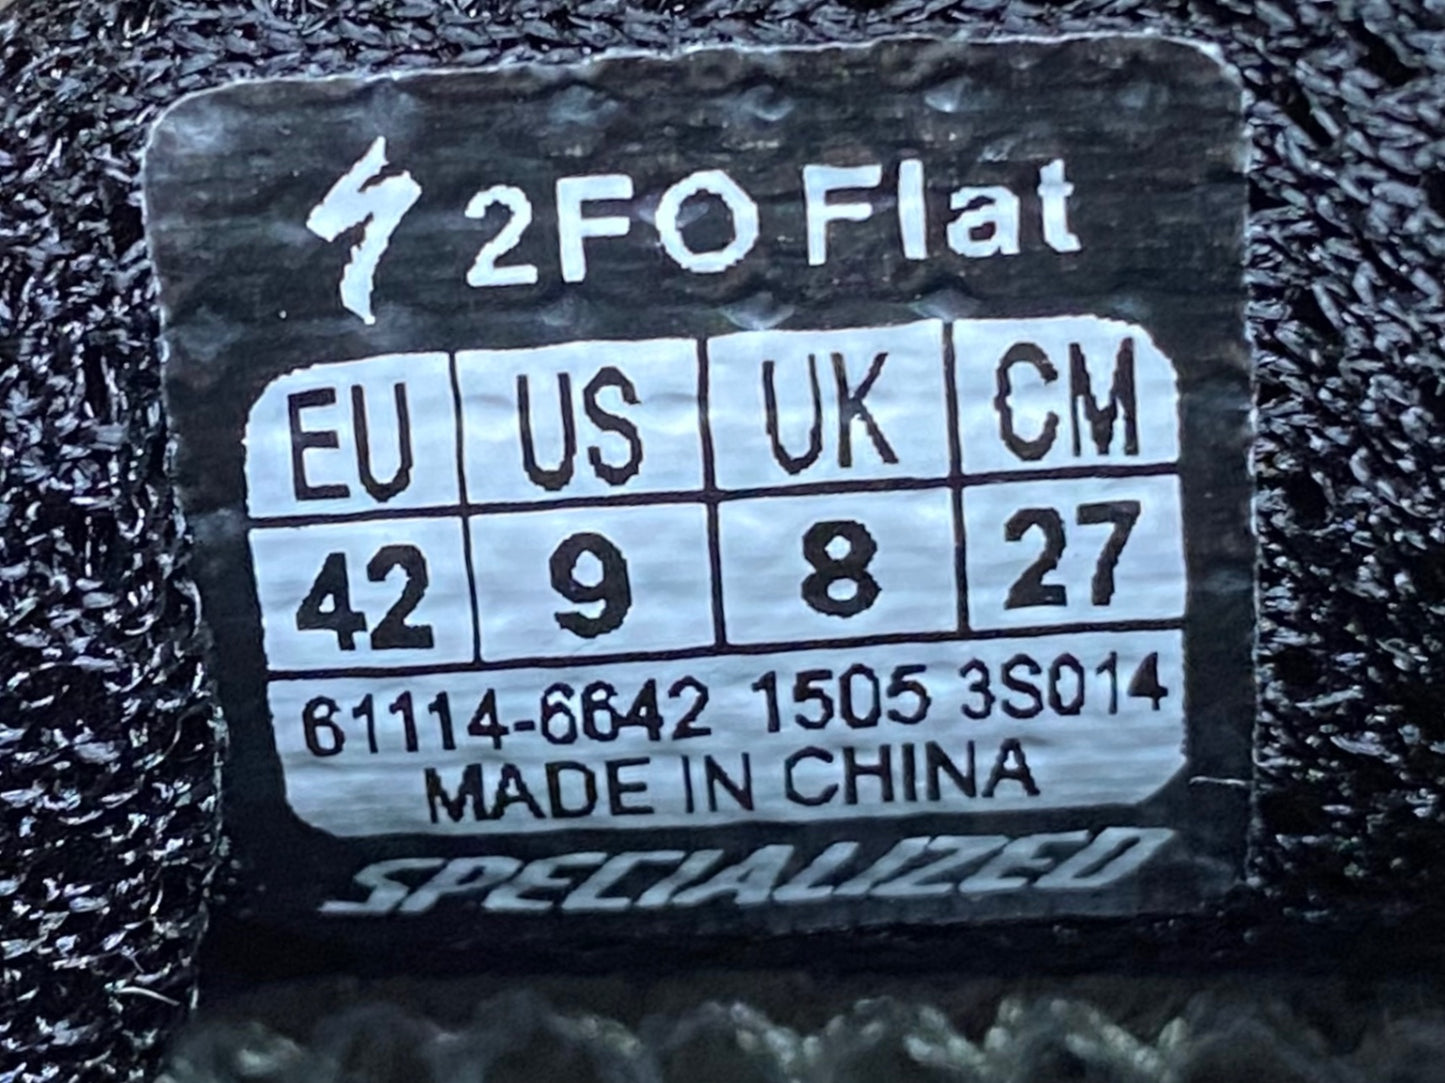 2FO Flat
EU US UK CM
42 9 8 27
61114-6642 1505 3S014
MADE IN CHINA
SPECIALIZED